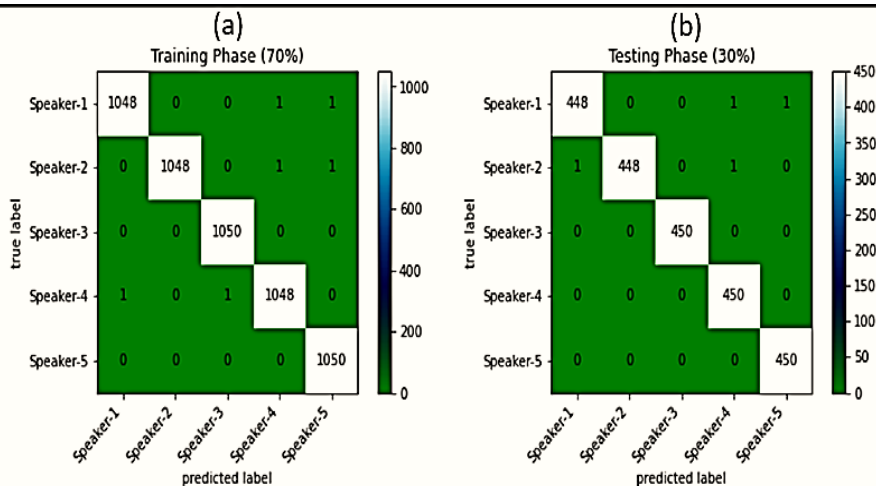 (a)
Training Phase (70%)
Speaker-1 1048 0 0 1 1
Speaker-2 0 1048 0 1 1
Speaker-3 0 0 1050 0 0
Speaker-4 1 0 1 1048 0
Speaker-5 0 0 0 0 1050
Speaker-1 Speaker-2 Speaker-3 Speaker-4 Speaker-5
predicted label
true label
1000
800
600
400
200
0
(b)
Testing Phase (30%)
Speaker-1 448 0 0 1 1
Speaker-2 1 448 0 1 0
Speaker-3 0 0 450 0 0
Speaker-4 0 0 0 450 0
Speaker-5 0 0 0 0 450
Speaker-1 Speaker-2 Speaker-3 Speaker-4 Speaker-5
predicted label
true label
450
400
350
300
250
200
150
100
50
0